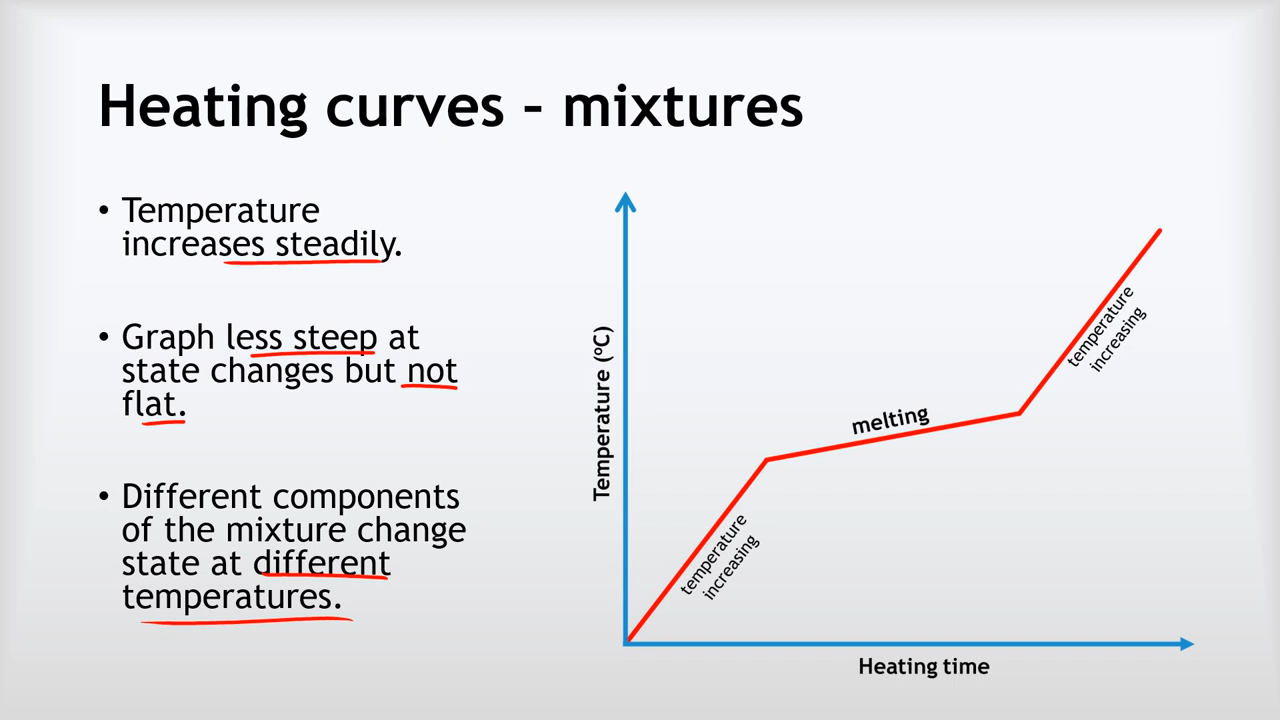 Heating curves – mixtures
• Temperature
increases steadily.
• Graph less steep at
state changes but not
flat.
• Different components
of the mixture change
state at different
temperatures.
Temperature (ºC)
temperature
increasing
melting
temperature
increasing
Heating time